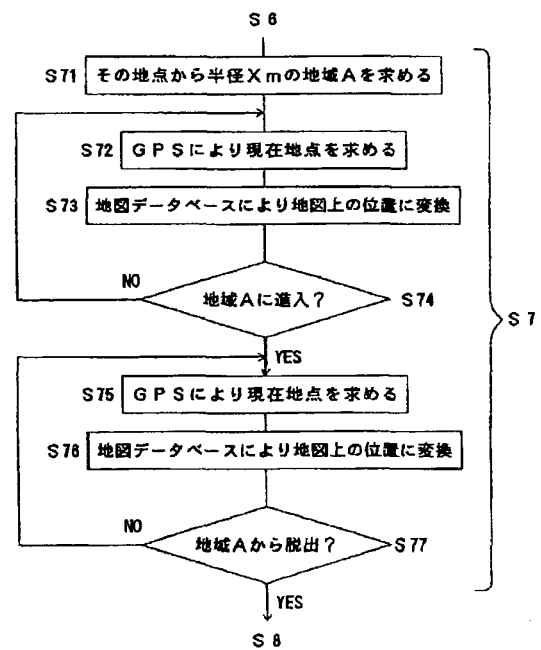 S6
S71 その地点から半径Xmの地域Aを求める
S72 GPSにより現在地点を求める
S73 地図データベースにより地図上の位置に変換
NO
地域Aに進入?
S74
S7
YES
S75 GPSにより現在地点を求める
S76 地図データベースにより地図上の位置に変換
NO
地域Aから脱出?
S77
YES
S8